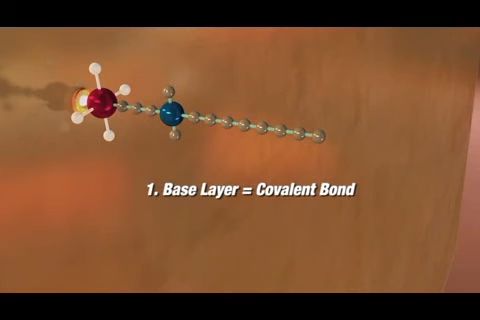 1. Base Layer = Covalent Bond